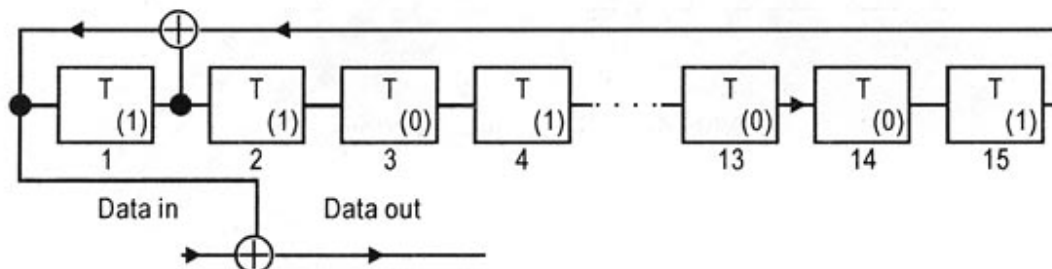 T T T T T T T
(1) (1) (0) (1) (0) (0) (1)
1 2 3 4 13 14 15
Data in Data out